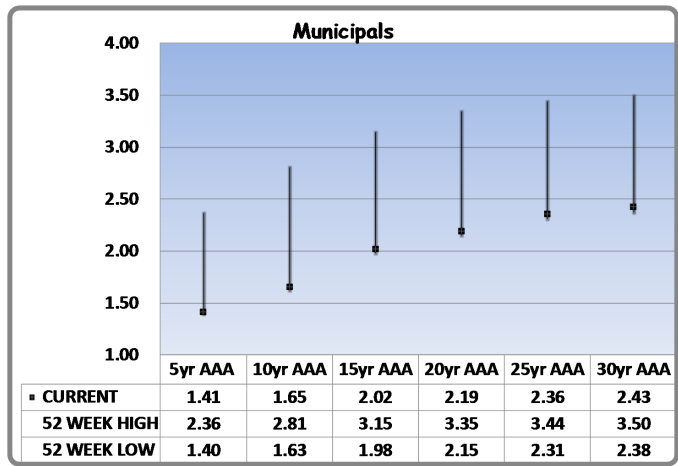 Municipals
4.00
3.50
3.00
2.50
2.00
1.50
1.00
5yr AAA 10yr AAA 15yr AAA 20yr AAA 25yr AAA 30yr AAA
CURRENT 1.41 1.65 2.02 2.19 2.36 2.43
52 WEEK HIGH 2.36 2.81 3.15 3.35 3.44 3.50
52 WEEK LOW 1.40 1.63 1.98 2.15 2.31 2.38